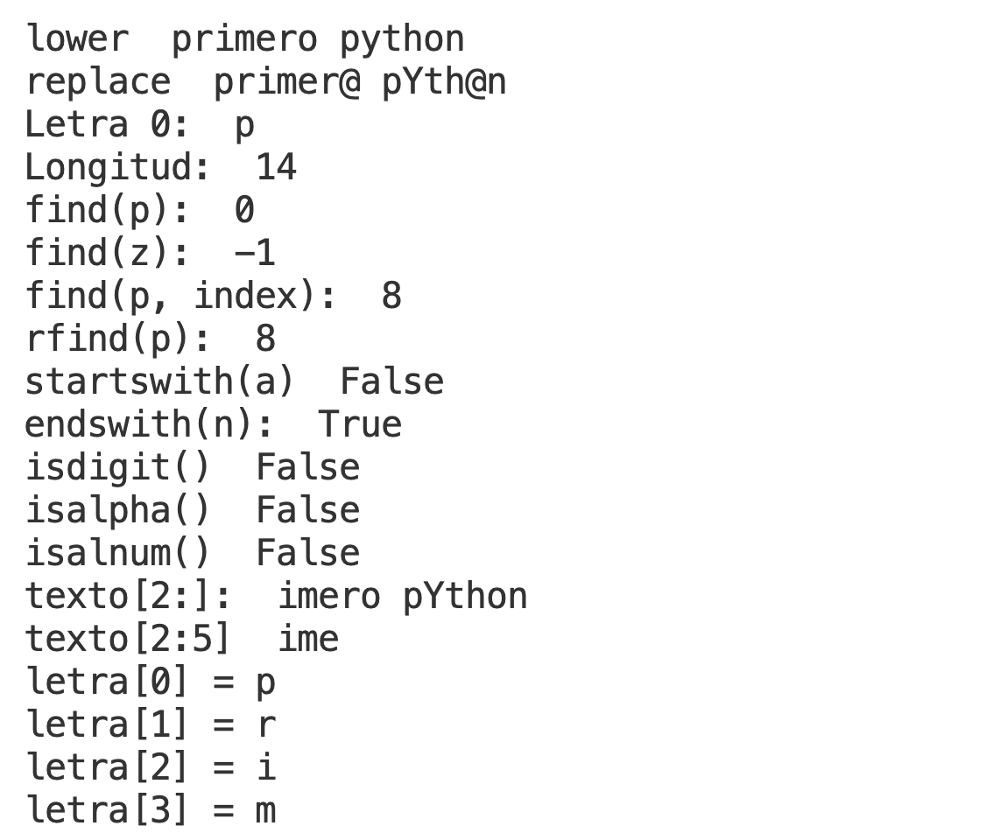 lower  primero python
replace  primer@ pYth@n
Letra 0:  p
Longitud:  14
find(p):  0
find(z):  -1
find(p, index):  8
rfind(p):  8
startswith(a)  False
endswith(n):  True
isdigit()  False
isalpha()  False
isalnum()  False
texto[2:]:  imero pYthon
texto[2:5]  ime
letra[0] = p
letra[1] = r
letra[2] = i
letra[3] = m